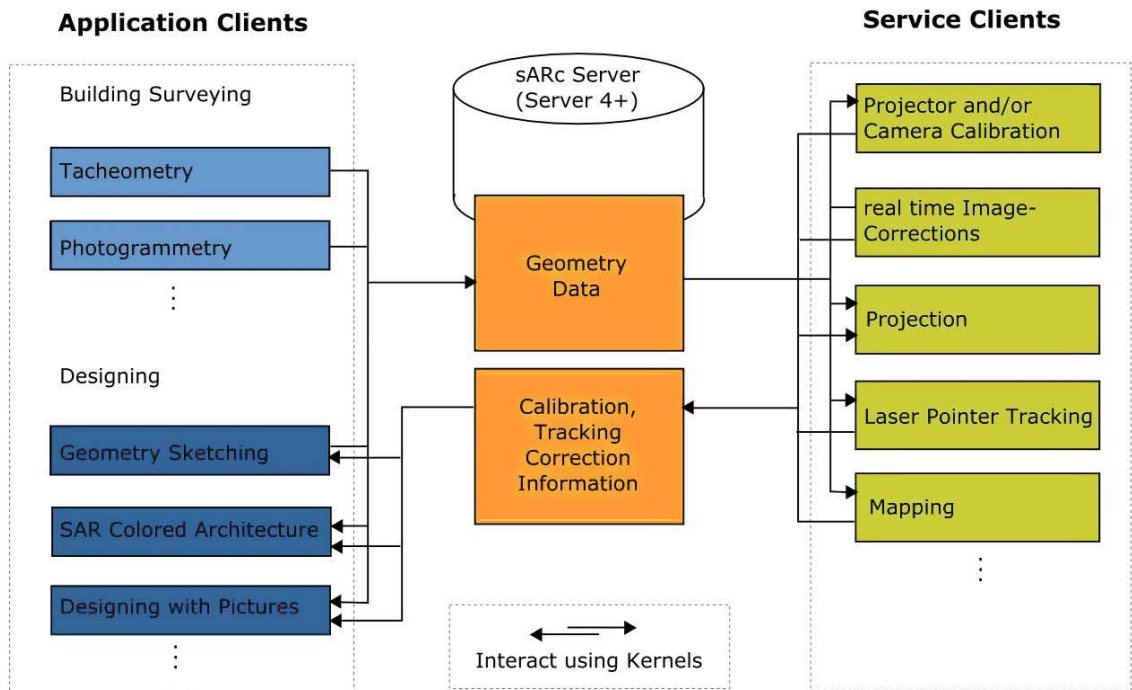 Application Clients
Building Surveying
Tacheometry
Photogrammetry
Designing
Geometry Sketching
SAR Colored Architecture
Designing with Pictures
sARc Server
(Server 4+)
Geometry
Data
Calibration,
Tracking
Correction
Information
Interact using Kernels
Service Clients
Projector and/or
Camera Calibration
real time Image-
Corrections
Projection
Laser Pointer Tracking
Mapping